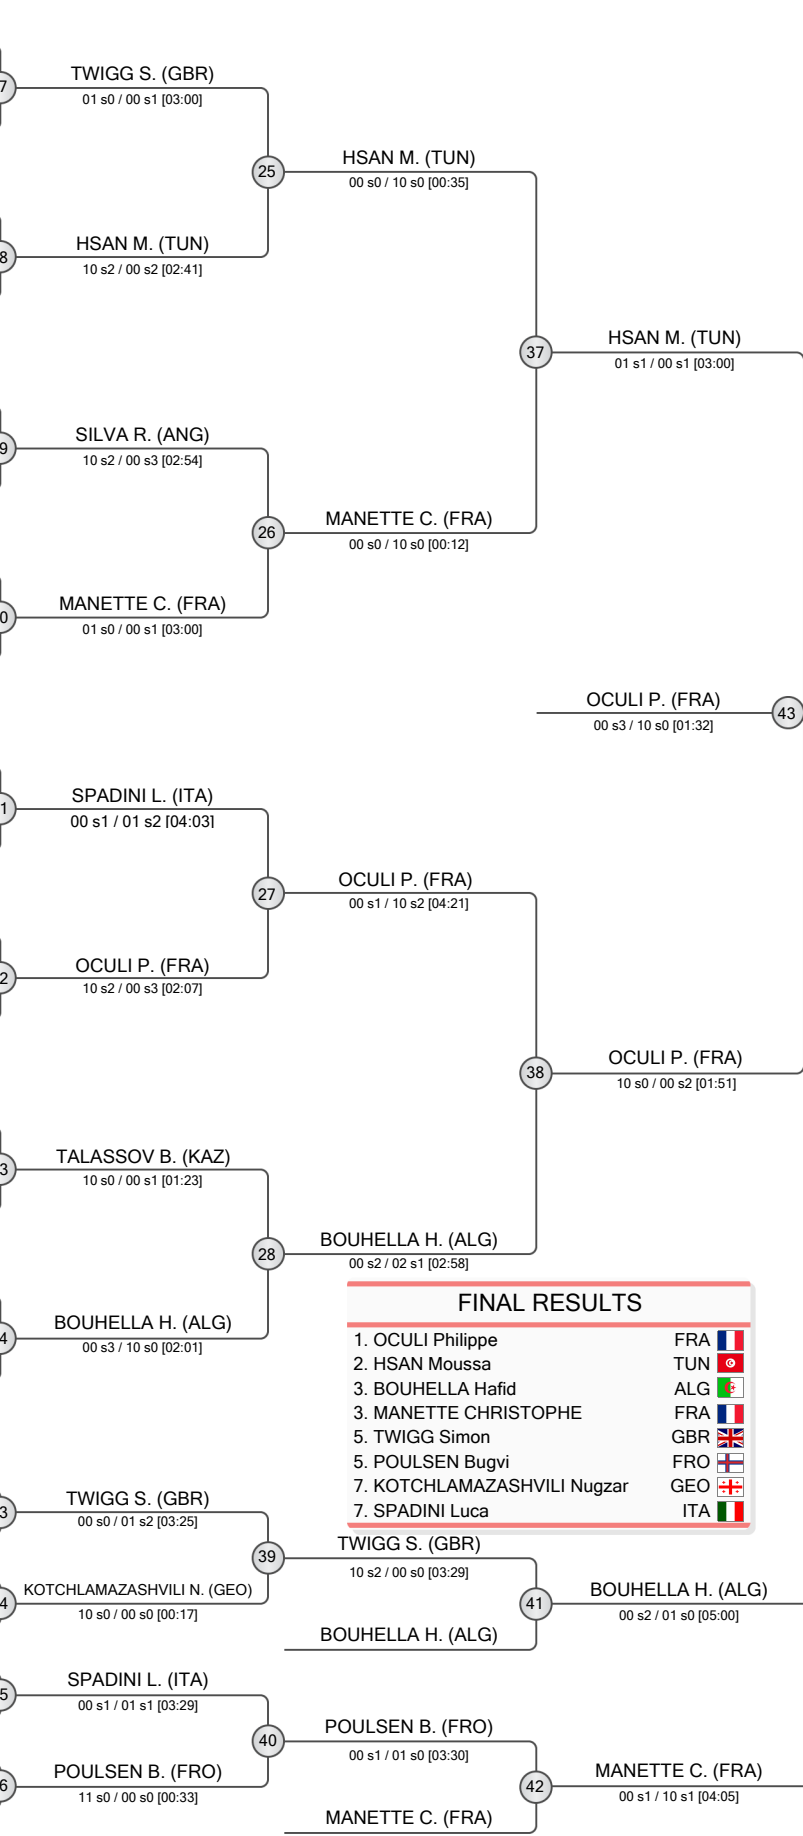 TWIGG S. (GBR)
7
01 s0 / 00 s1 [03:00]
HSAN M. (TUN)
25
00 s0 / 10 s0 [00:35]
HSAN M. (TUN)
8
10 s2 / 00 s2 [02:41]
HSAN M. (TUN)
37
01 s1 / 00 s1 [03:00]
SILVA R. (ANG)
9
10 s2 / 00 s3 [02:54]
MANETTE C. (FRA)
26
00 s0 / 10 s0 [00:12]
MANETTE C. (FRA)
0
01 s0 / 00 s1 [03:00]
OCULI P. (FRA)
43
00 s3 / 10 s0 [01:32]
SPADINI L. (ITA)
1
00 s1 / 01 s2 [04:03]
OCULI P. (FRA)
27
00 s1 / 10 s2 [04:21]
OCULI P. (FRA)
2
10 s2 / 00 s3 [02:07]
OCULI P. (FRA)
38
10 s0 / 00 s2 [01:51]
TALASSOV B. (KAZ)
3
10 s0 / 00 s1 [01:23]
BOUHELLA H. (ALG)
28
00 s2 / 02 s1 [02:58]
BOUHELLA H. (ALG)
4
00 s3 / 10 s0 [02:01]
FINAL RESULTS
1. OCULI Philippe FRA
2. HSAN Moussa TUN
3. BOUHELLA Hafid ALG
3. MANETTE CHRISTOPHE FRA
5. TWIGG Simon GBR
5. POULSEN Bugvi FRO
7. KOTCHLAMAZASHVILI Nugzar GEO
7. SPADINI Luca ITA
TWIGG S. (GBR)
3
00 s0 / 01 s2 [03:25]
TWIGG S. (GBR)
39
10 s2 / 00 s0 [03:29]
KOTCHLAMAZASHVILI N. (GEO)
4
10 s0 / 00 s0 [00:17]
BOUHELLA H. (ALG)
41
00 s2 / 01 s0 [05:00]
BOUHELLA H. (ALG)
SPADINI L. (ITA)
5
00 s1 / 01 s1 [03:29]
POULSEN B. (FRO)
40
00 s1 / 01 s0 [03:30]
POULSEN B. (FRO)
6
11 s0 / 00 s0 [00:33]
MANETTE C. (FRA)
42
00 s1 / 10 s1 [04:05]
MANETTE C. (FRA)